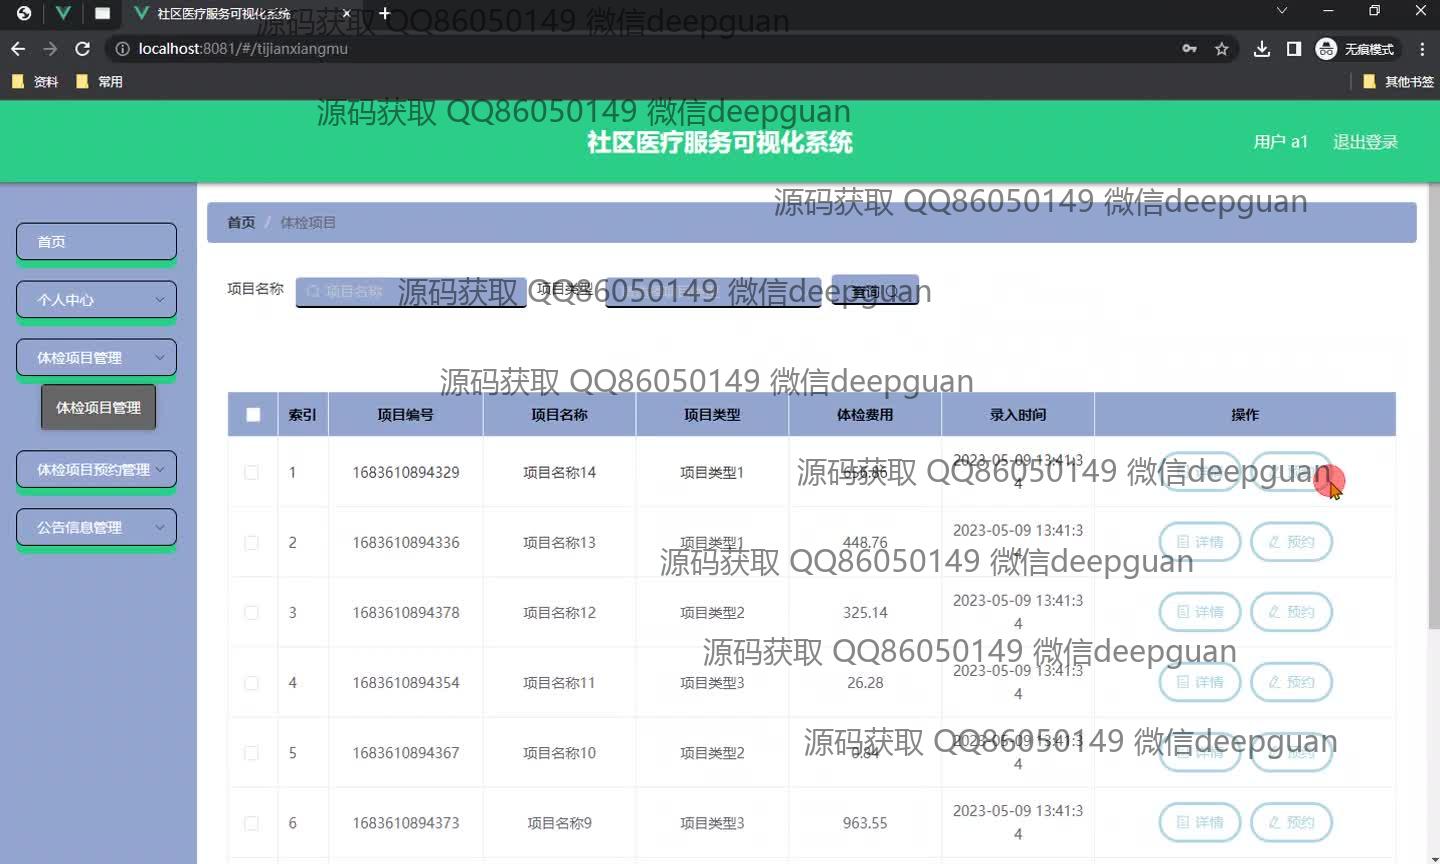 社区医疗服务可视化系统
源码获取 QQ86050149 微信deepguan
localhost:8081/#/tijianxiangmu
无痕模式
资料 常用 其他书签
源码获取 QQ86050149 微信deepguan
社区医疗服务可视化系统
用户 a1 退出登录
源码获取 QQ86050149 微信deepguan
首页 / 体检项目
首页
个人中心
体检项目管理
体检项目管理
体检项目预约管理
公告信息管理
项目名称 项目名称 项目类型 查询
源码获取 QQ86050149 微信deepguan
源码获取 QQ86050149 微信deepguan
索引 项目编号 项目名称 项目类型 体检费用 录入时间 操作
1 1683610894329 项目名称14 项目类型1 2023-05-09 13:41:34
源码获取 QQ86050149 微信deepguan
2 1683610894336 项目名称13 项目类型1 448.76 2023-05-09 13:41:34 详情 预约
源码获取 QQ86050149 微信deepguan
3 1683610894378 项目名称12 项目类型2 325.14 2023-05-09 13:41:34 详情 预约
源码获取 QQ86050149 微信deepguan
4 1683610894354 项目名称11 项目类型3 26.28 2023-05-09 13:41:34 详情 预约
源码获取 QQ86050149 微信deepguan
5 1683610894367 项目名称10 项目类型2 2023-05-09 13:41:34 详情 预约
6 1683610894373 项目名称9 项目类型3 963.55 2023-05-09 13:41:34 详情 预约